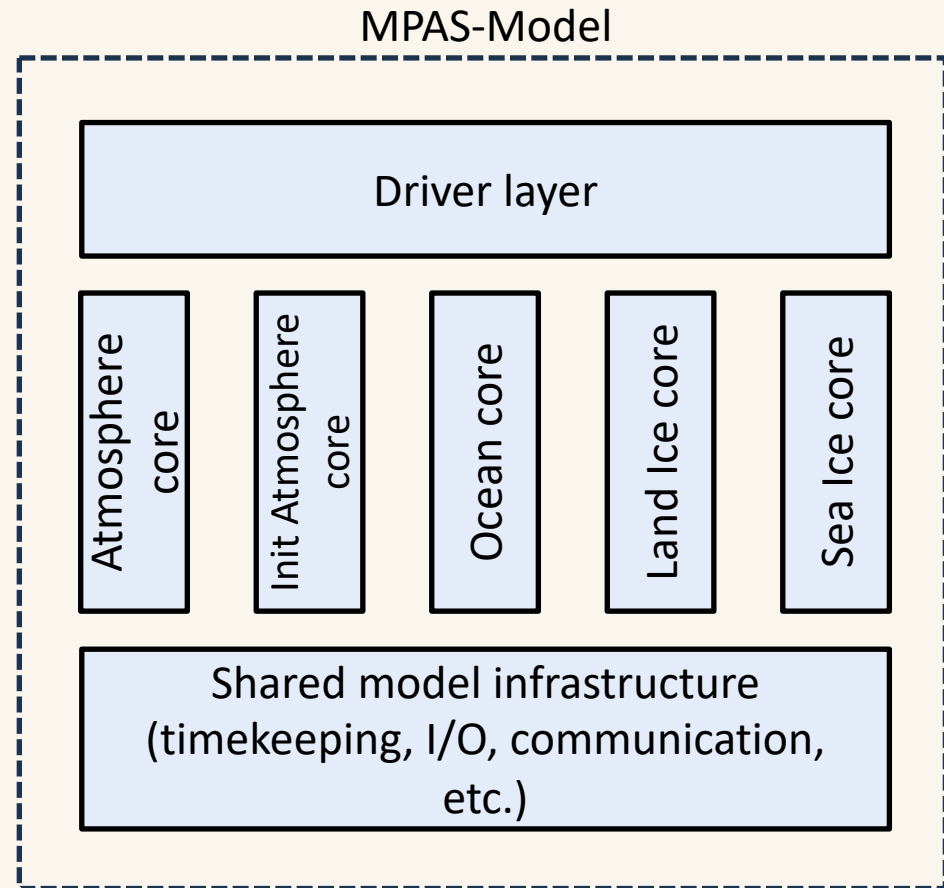 MPAS-Model
Driver layer
Atmosphere
core
Init Atmosphere
core
Ocean core
Land Ice core
Sea Ice core
Shared model infrastructure
(timekeeping, I/O, communication,
etc.)